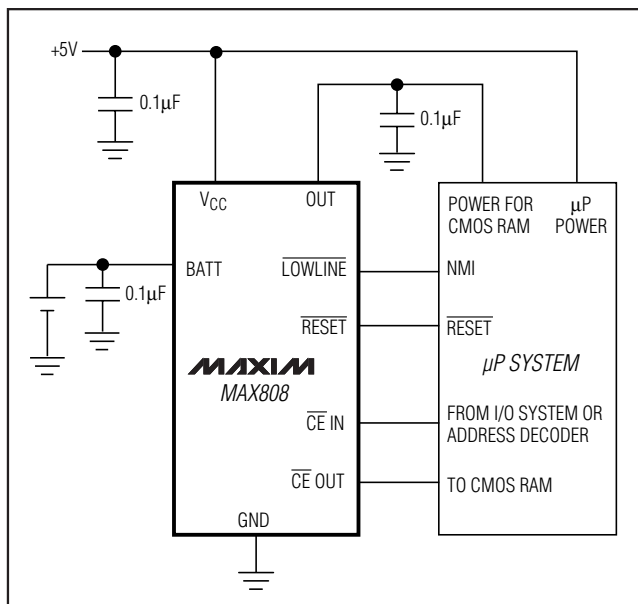 +5V
0.1μF
0.1μF
VCC
OUT
POWER FOR
CMOS RAM
μP
POWER
BATT
LOWLINE
NMI
0.1μF
RESET
RESET
MAXIM
MAX808
μP SYSTEM
CE IN
FROM I/O SYSTEM OR
ADDRESS DECODER
CE OUT
TO CMOS RAM
GND